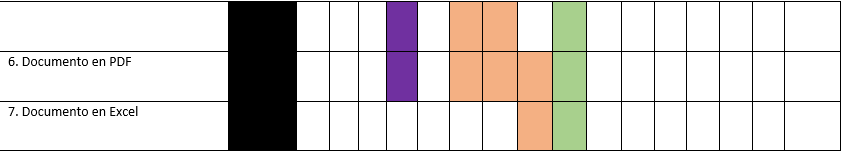 6. Documento en PDF
7. Documento en Excel